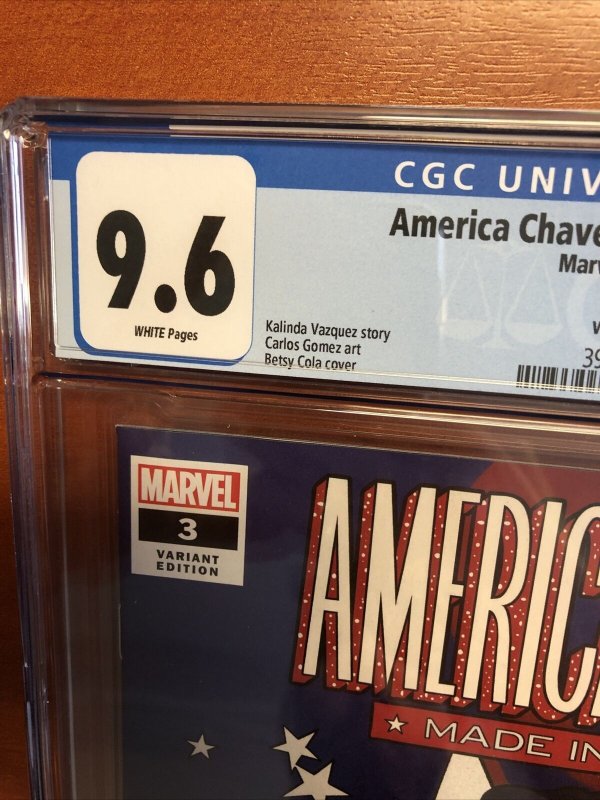 CGC UNIV
9.6
WHITE Pages
America Chave
Marv
Kalinda Vazquez story
Carlos Gomez art
Betsy Cola cover
V
39
MARVEL
3
VARIANT
EDITION
AMERIC
MADE IN